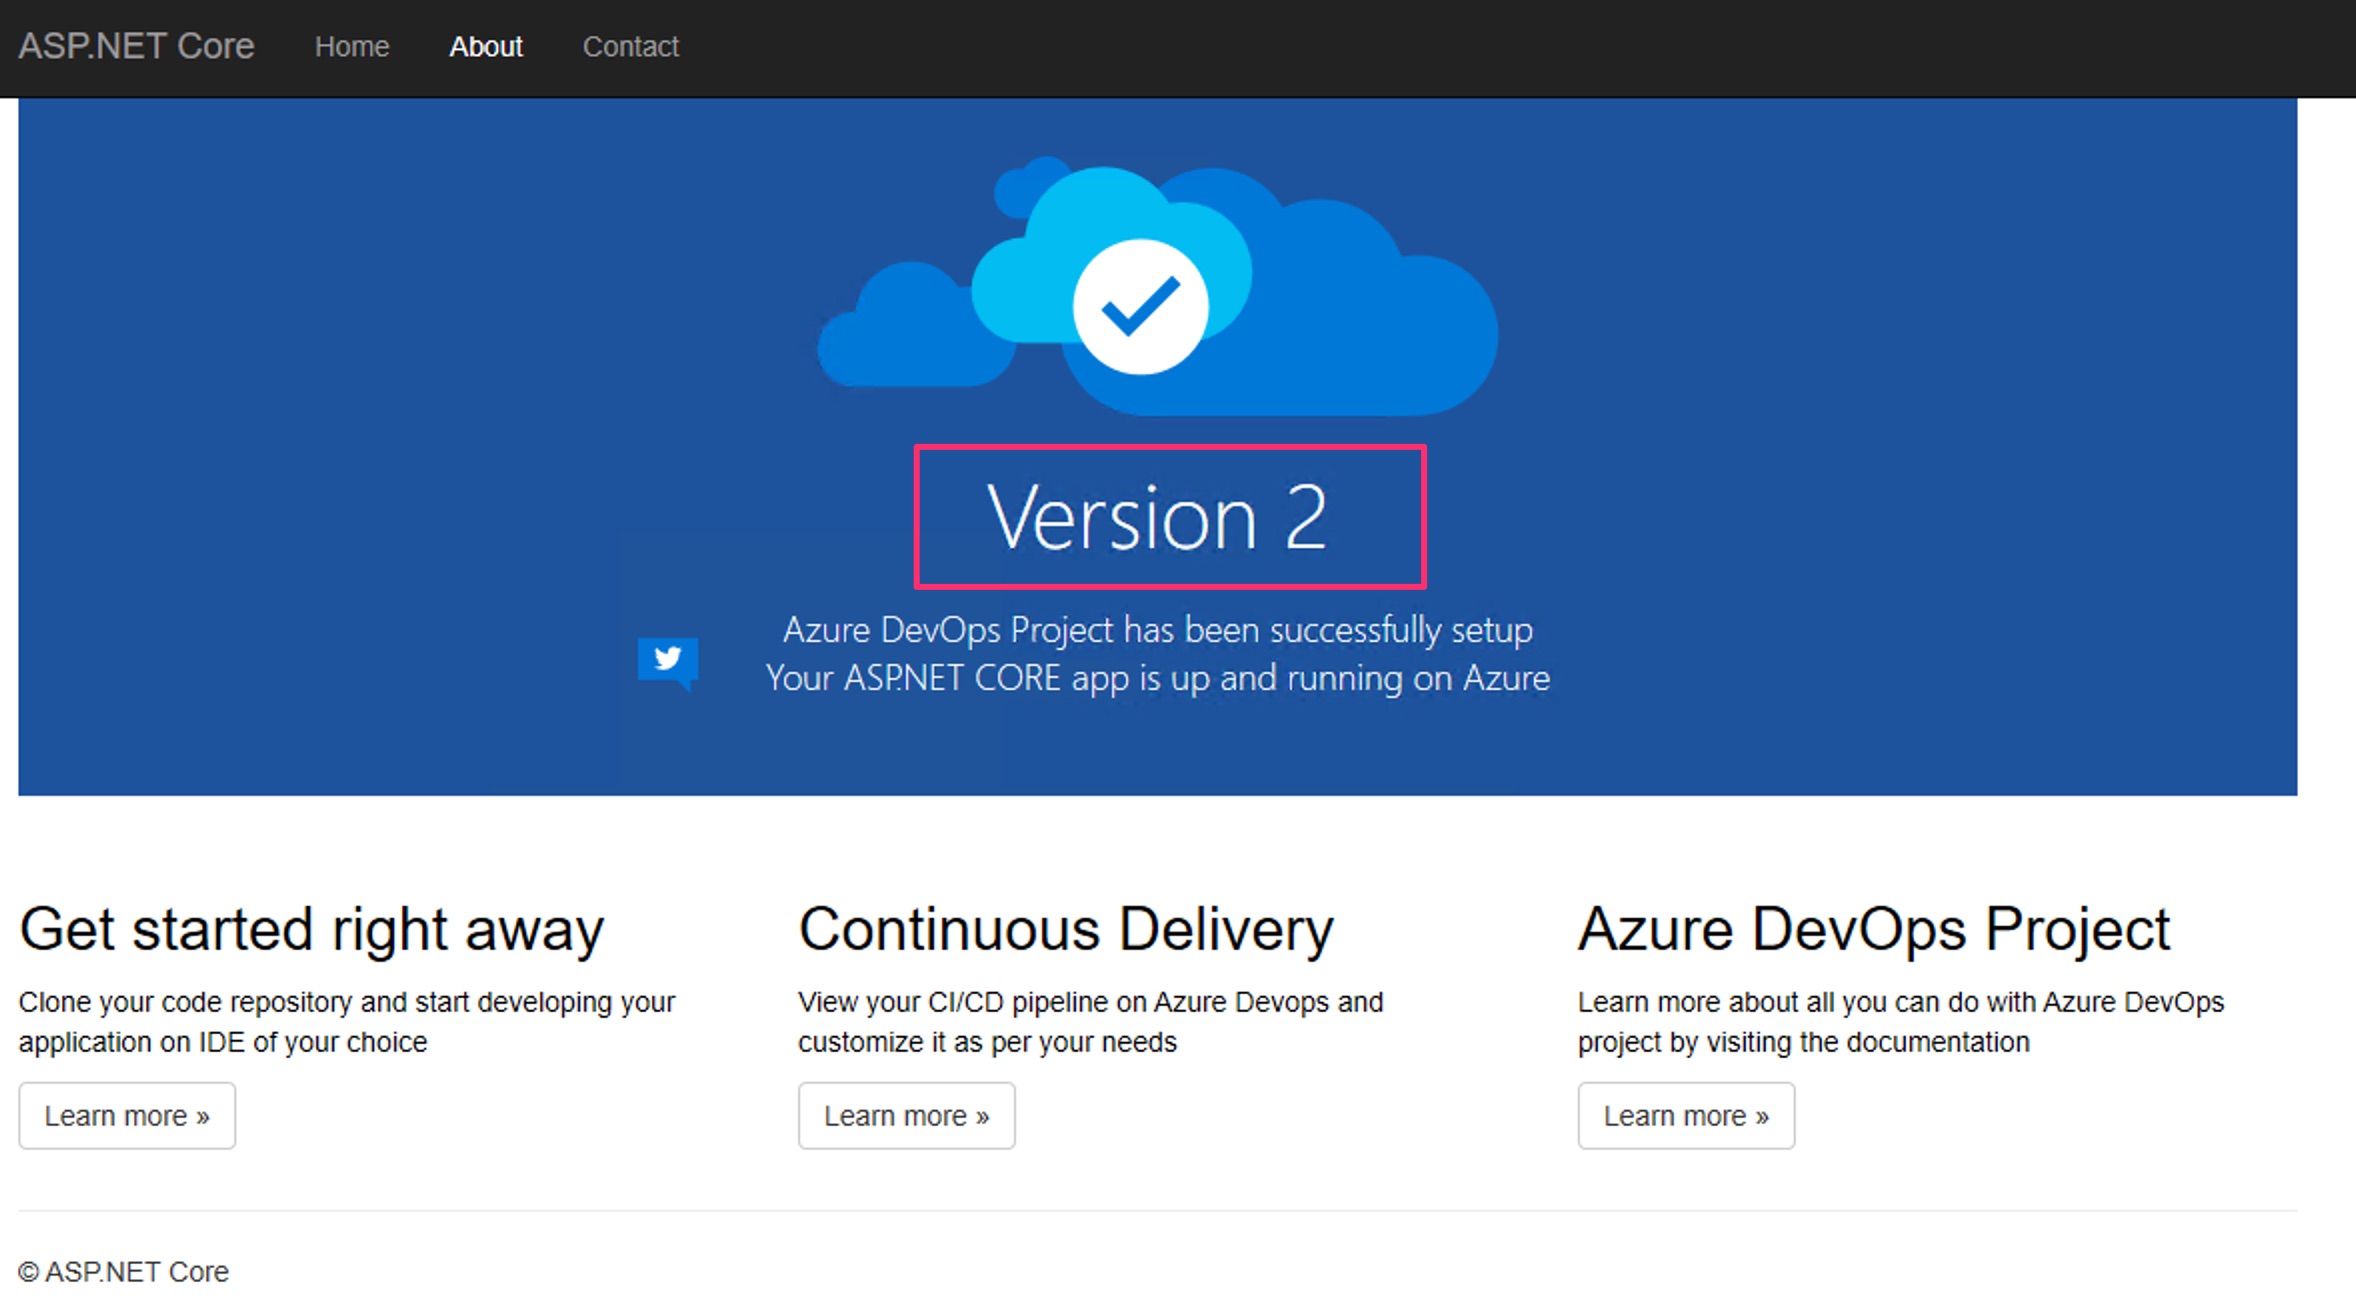 ASP.NET Core Home About Contact
Version 2
Azure DevOps Project has been successfully setup
Your ASP.NET CORE app is up and running on Azure
Get started right away
Clone your code repository and start developing your
application on IDE of your choice
Learn more »
Continuous Delivery
View your CI/CD pipeline on Azure Devops and
customize it as per your needs
Learn more »
Azure DevOps Project
Learn more about all you can do with Azure DevOps
project by visiting the documentation
Learn more »
© ASP.NET Core